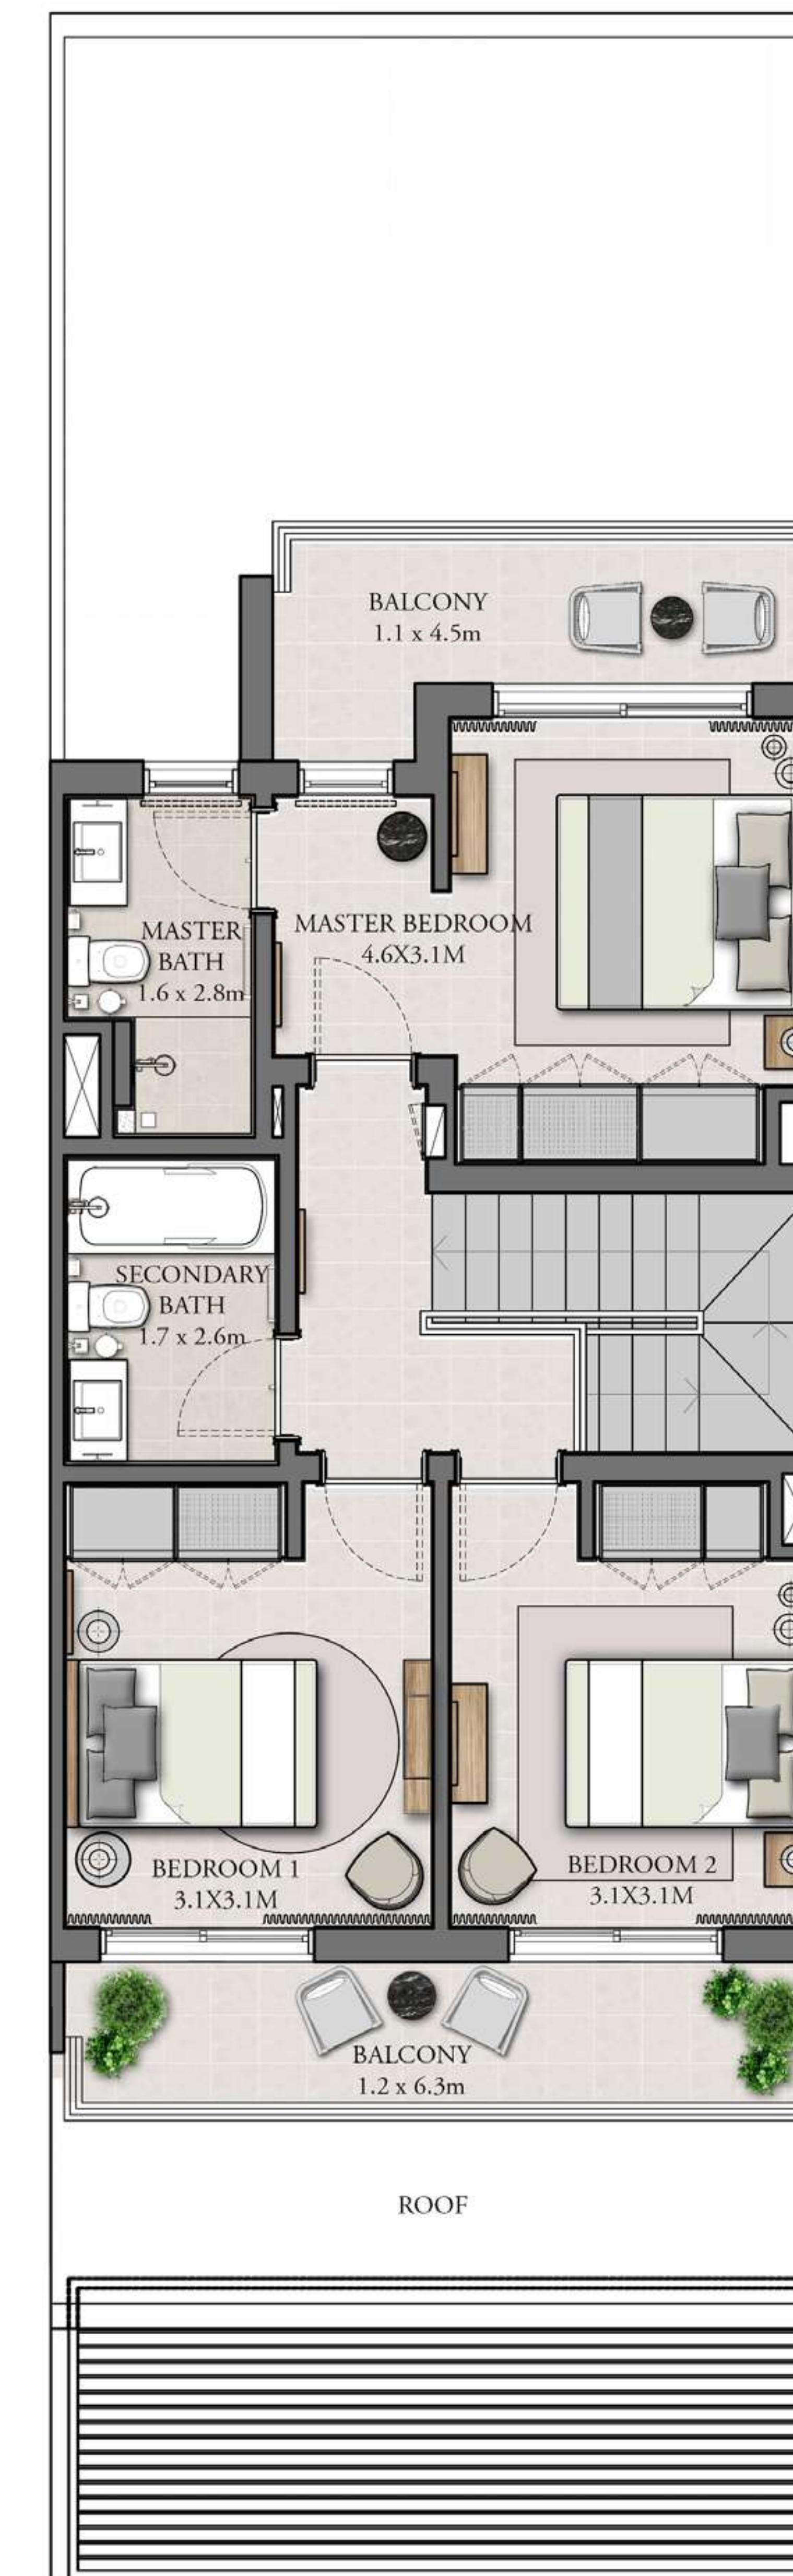 BALCONY
1.1 x 4.5m
MASTER
BATH
1.6 x 2.8m
MASTER BEDROOM
4.6X3.1M
SECONDARY
BATH
1.7 x 2.6m
BEDROOM 1
3.1X3.1M
BEDROOM 2
3.1X3.1M
BALCONY
1.2 x 6.3m
ROOF